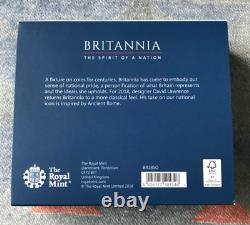 BRITANNIA
THE SPIRIT OF A NATION
A fixture on coins for centuries, Britannia has come to embody our
sense of national pride, a personification of what Britain represents
and the ideals she upholds. For 2018, designer David Lawrence
returns Britannia to a more classical feel. His take on our national
icon is inspired by Ancient Rome.
The
Royal
Mint®
The Royal Mint
Llantrisant, Pontyclun
CF72 8YT
United Kingdom
royalmint.com
© The Royal Mint Limited 2018
FSC